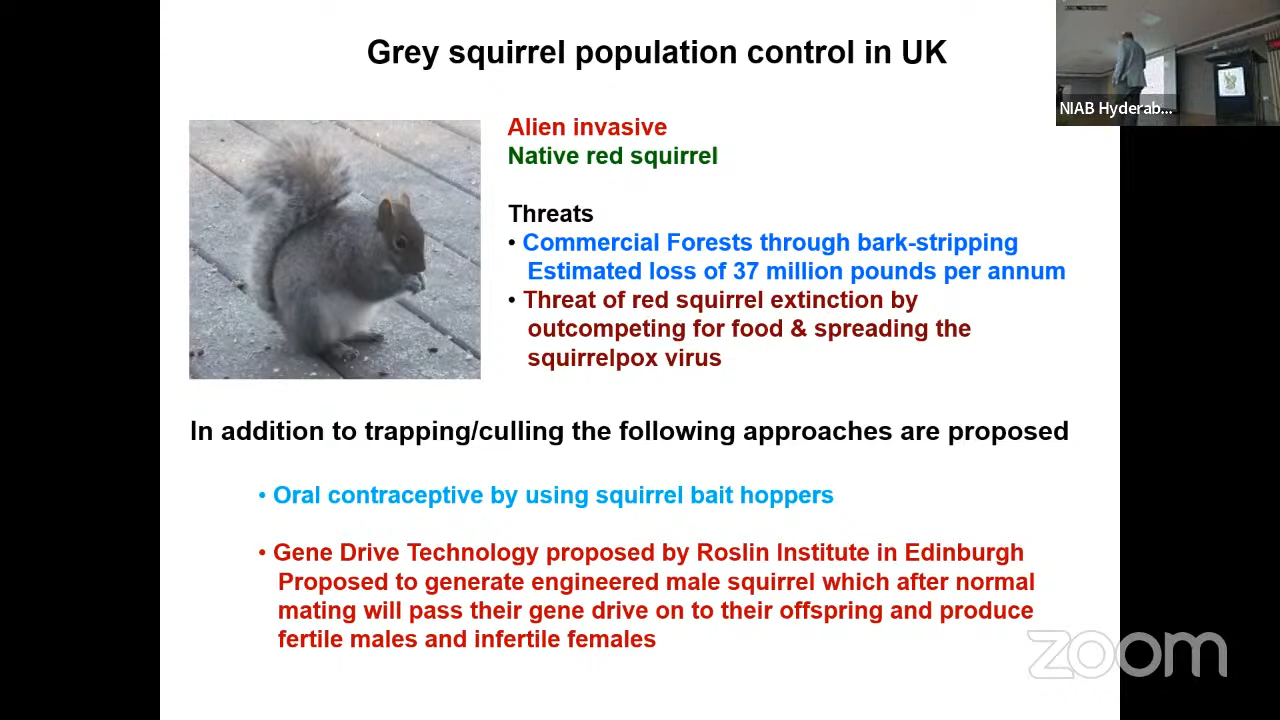 Grey squirrel population control in UK
NIAB Hyderab...
Alien invasive
Native red squirrel
Threats
• Commercial Forests through bark-stripping
Estimated loss of 37 million pounds per annum
• Threat of red squirrel extinction by
outcompeting for food & spreading the
squirrelpox virus
In addition to trapping/culling the following approaches are proposed
• Oral contraceptive by using squirrel bait hoppers
• Gene Drive Technology proposed by Roslin Institute in Edinburgh
Proposed to generate engineered male squirrel which after normal
mating will pass their gene drive on to their offspring and produce
fertile males and infertile females
zoom